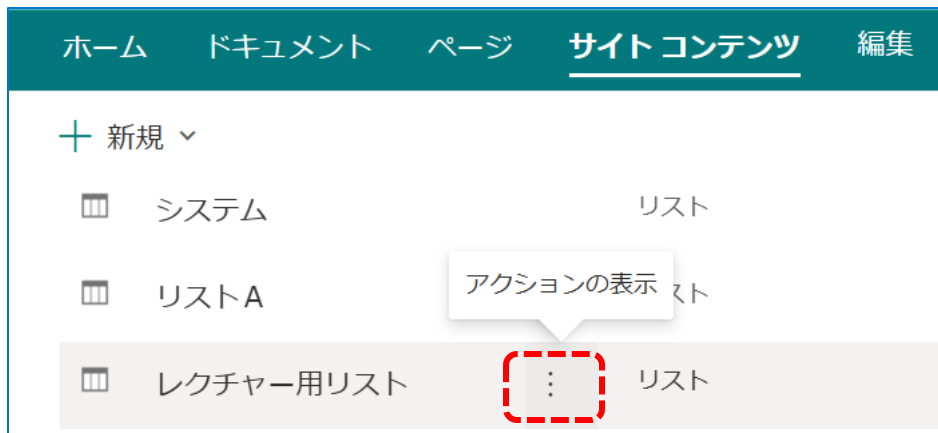 ホーム ドキュメント ページ サイト コンテンツ 編集
＋ 新規
システム リスト
アクションの表示
リストA スト
レクチャー用リスト ⋮ リスト